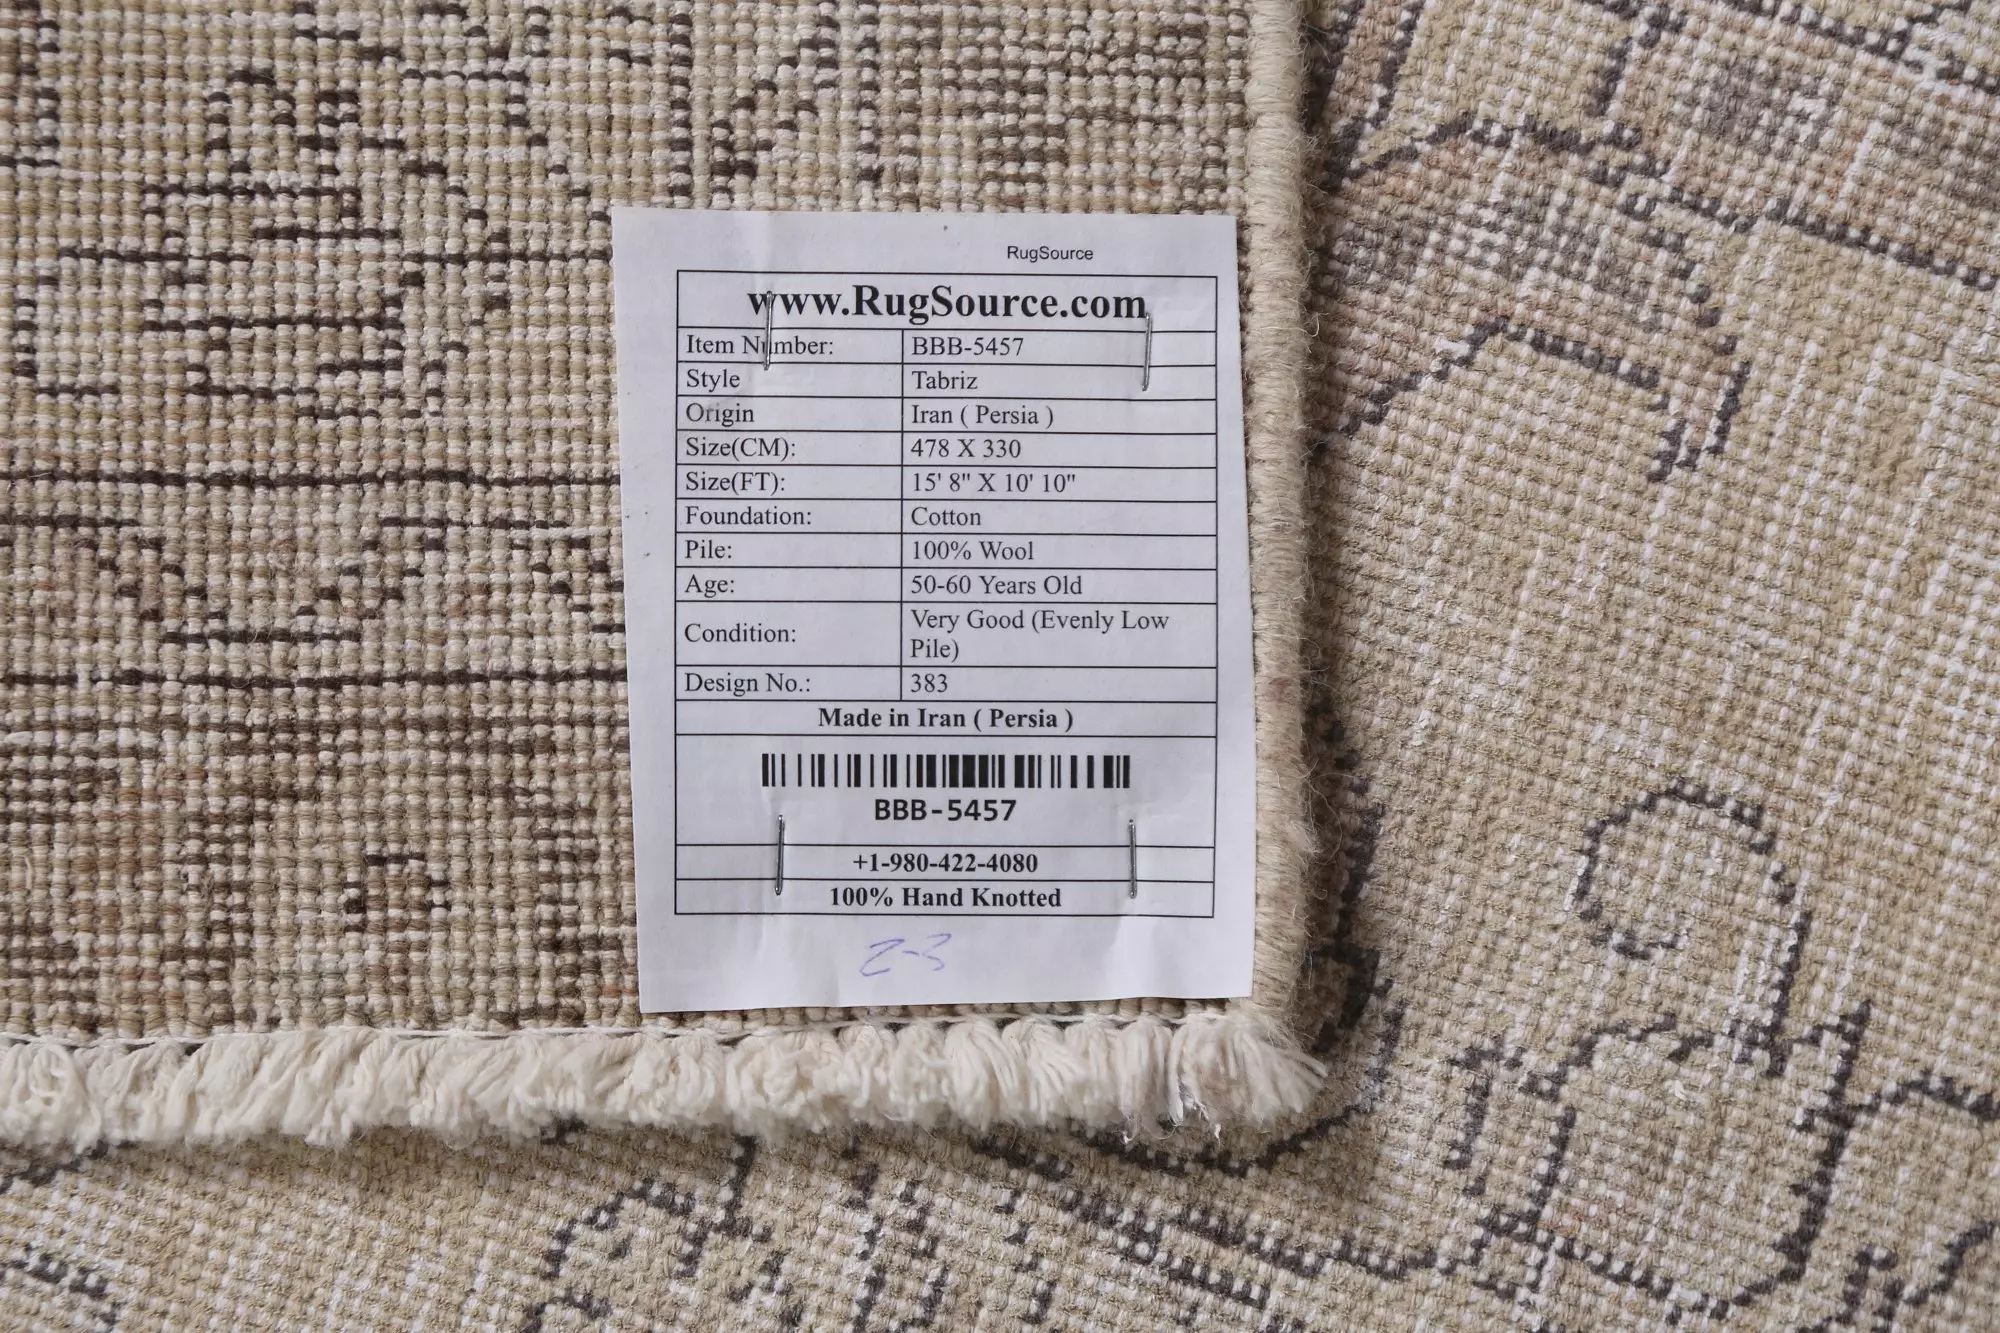 RugSource
www.RugSource.com
Item Number: BBB-5457
Style Tabriz
Origin Iran ( Persia )
Size(CM): 478 X 330
Size(FT): 15' 8" X 10' 10"
Foundation: Cotton
Pile: 100% Wool
Age: 50-60 Years Old
Condition: Very Good (Evenly Low
Pile)
Design No.: 383
Made in Iran ( Persia )
BBB-5457
+1-980-422-4080
100% Hand Knotted
2-3